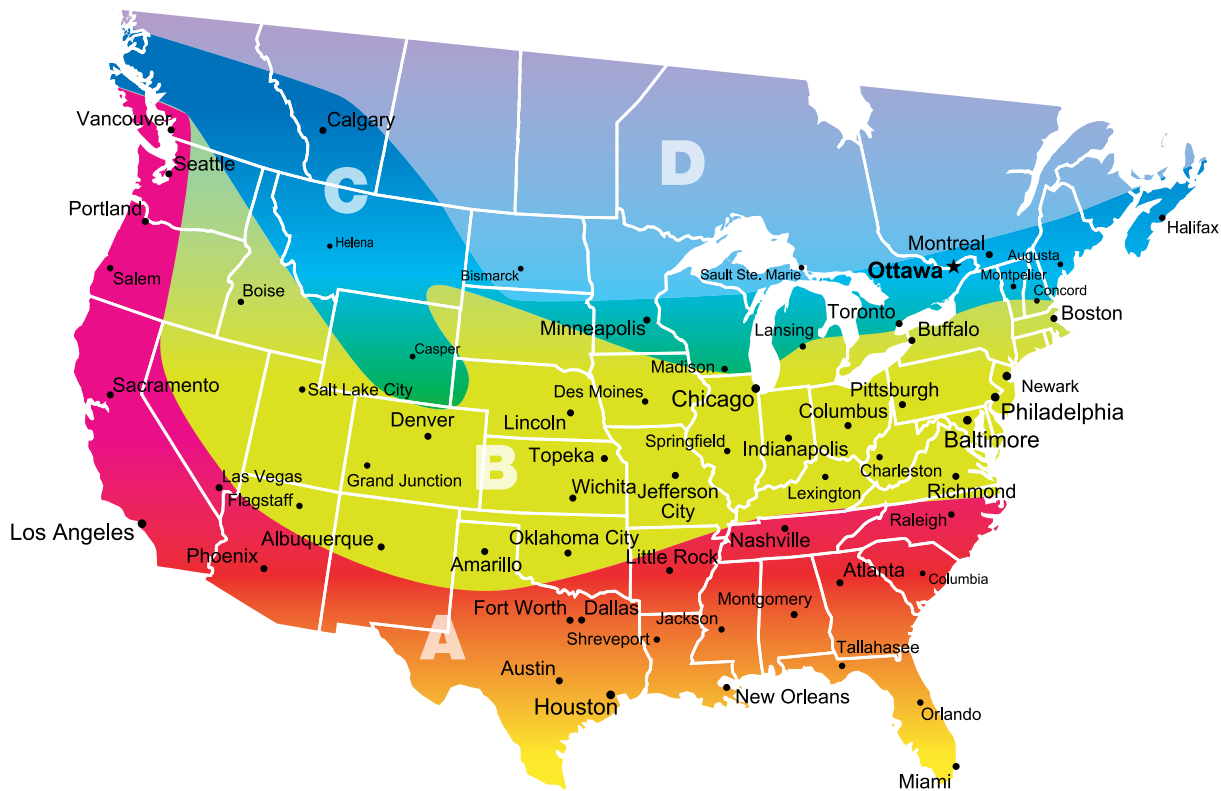 Vancouver
Calgary
Seattle
C
D
Portland
Helena
Halifax
Montreal
Augusta
Ottawa
Salem
Bismarck
Sault Ste. Marie
Montpelier
Boise
Concord
Toronto
Boston
Minneapolis
Lansing
Buffalo
Casper
Madison
Sacramento
Salt Lake City
Des Moines
Chicago
Pittsburgh
Newark
Denver
Lincoln
Columbus
Philadelphia
Springfield
Indianapolis
Baltimore
Topeka
B
Las Vegas
Grand Junction
Charleston
Flagstaff
Wichita
Jefferson
City
Lexington
Richmond
Los Angeles
Raleigh
Albuquerque
Oklahoma City
Nashville
Phoenix
Amarillo
Little Rock
Atlanta
Columbia
Fort Worth
Dallas
Montgomery
Jackson
A
Shreveport
Tallahasee
Austin
New Orleans
Houston
Orlando
Miami